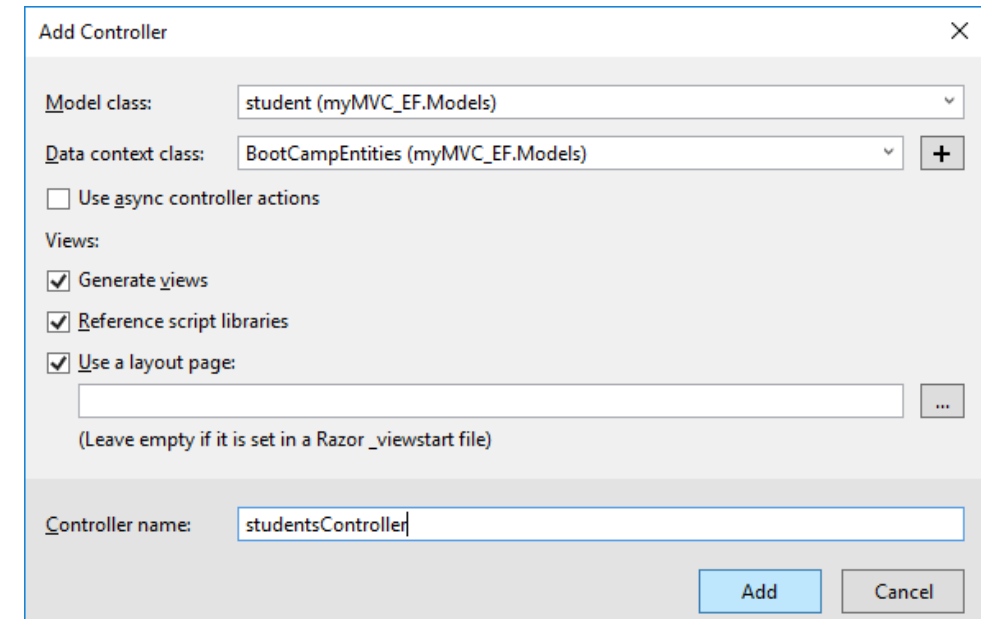 Add Controller
Model class: student (myMVC_EF.Models)
Data context class: BootCampEntities (myMVC_EF.Models) +
Use async controller actions
Views:
Generate views
Reference script libraries
Use a layout page:
...
(Leave empty if it is set in a Razor _viewstart file)
Controller name: studentsController
Add Cancel